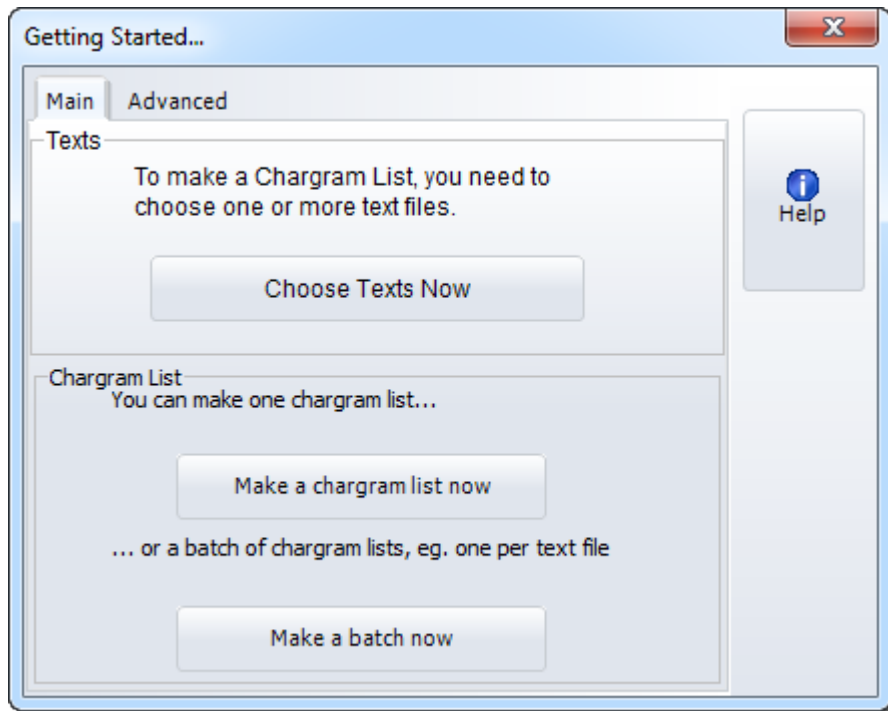 Getting Started...
Main
Advanced
Texts
To make a Chargram List, you need to
choose one or more text files.
Choose Texts Now
Help
Chargram List
You can make one chargram list...
Make a chargram list now
... or a batch of chargram lists, eg. one per text file
Make a batch now